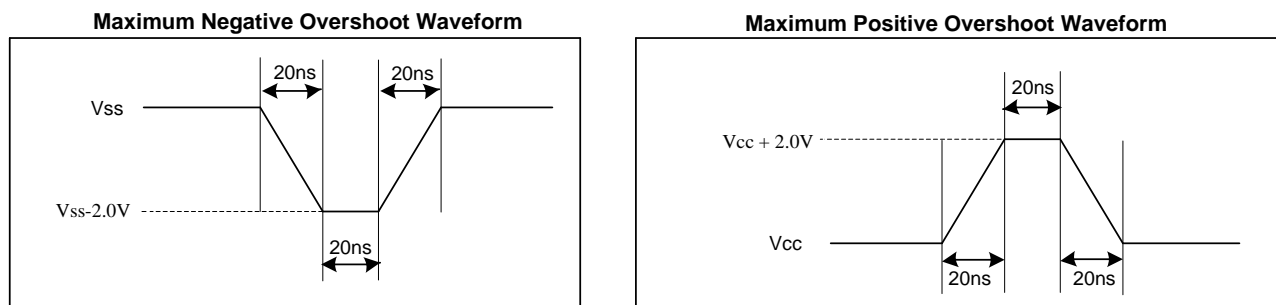 Maximum Negative Overshoot Waveform
20ns
20ns
Vss
Vss-2.0V
20ns
Maximum Positive Overshoot Waveform
20ns
Vcc + 2.0V
Vcc
20ns
20ns